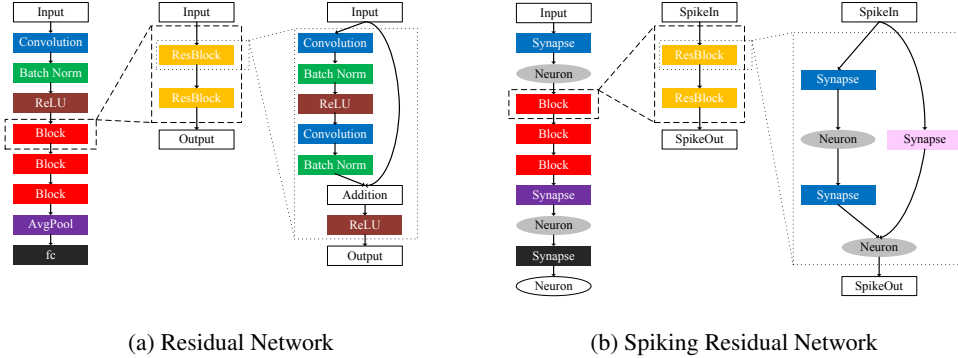 Input
Convolution
Batch Norm
ReLU
Block
Block
Block
AvgPool
fc
Input
ResBlock
ResBlock
Output
Input
Convolution
Batch Norm
ReLU
Convolution
Batch Norm
Addition
ReLU
Output
(a) Residual Network
Input
Synapse
Neuron
Block
Block
Block
Synapse
Neuron
Synapse
Neuron
SpikeIn
ResBlock
ResBlock
SpikeOut
SpikeIn
Synapse
Neuron
Synapse
Synapse
Neuron
SpikeOut
(b) Spiking Residual Network